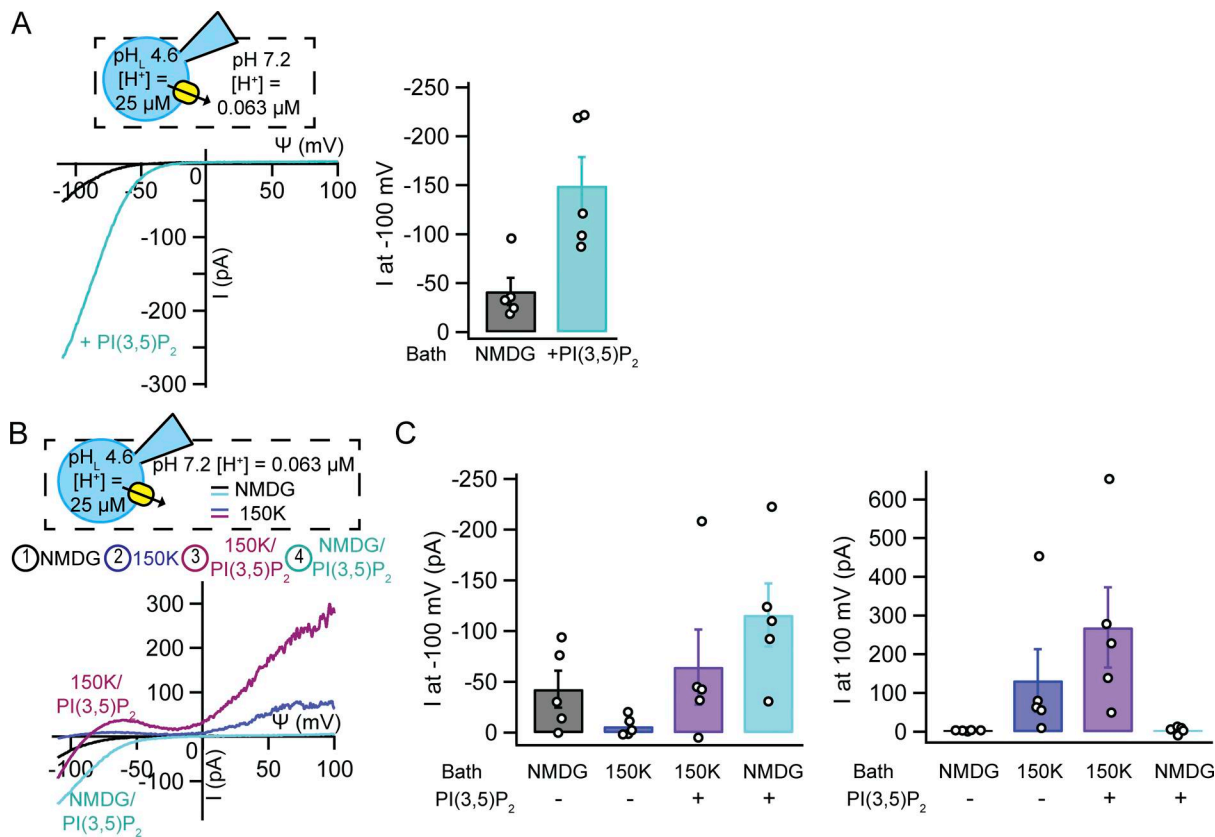 A
pH_L 4.6
[H⁺] =
25 µM
pH 7.2
[H⁺] =
0.063 µM
Ψ (mV)
-100
-50
0
50
100
-100
-200
-300
I (pA)
+ PI(3,5)P₂
I at -100 mV
-250
-200
-150
-100
-50
0
Bath NMDG +PI(3,5)P₂
B
pH_L 4.6
[H⁺] =
25 µM
pH 7.2 [H⁺] = 0.063 µM
NMDG
150K
1 NMDG 2 150K 3 150K/PI(3,5)P₂ 4 NMDG/PI(3,5)P₂
300
200
100
0
-100
150K/
PI(3,5)P₂
Ψ (mV)
-100
-50
50
100
I (pA)
NMDG/
PI(3,5)P₂
C
I at -100 mV (pA)
-250
-200
-150
-100
-50
0
Bath NMDG 150K 150K NMDG
PI(3,5)P₂ - - + +
I at 100 mV (pA)
600
500
400
300
200
100
0
Bath NMDG 150K 150K NMDG
PI(3,5)P₂ - - + +